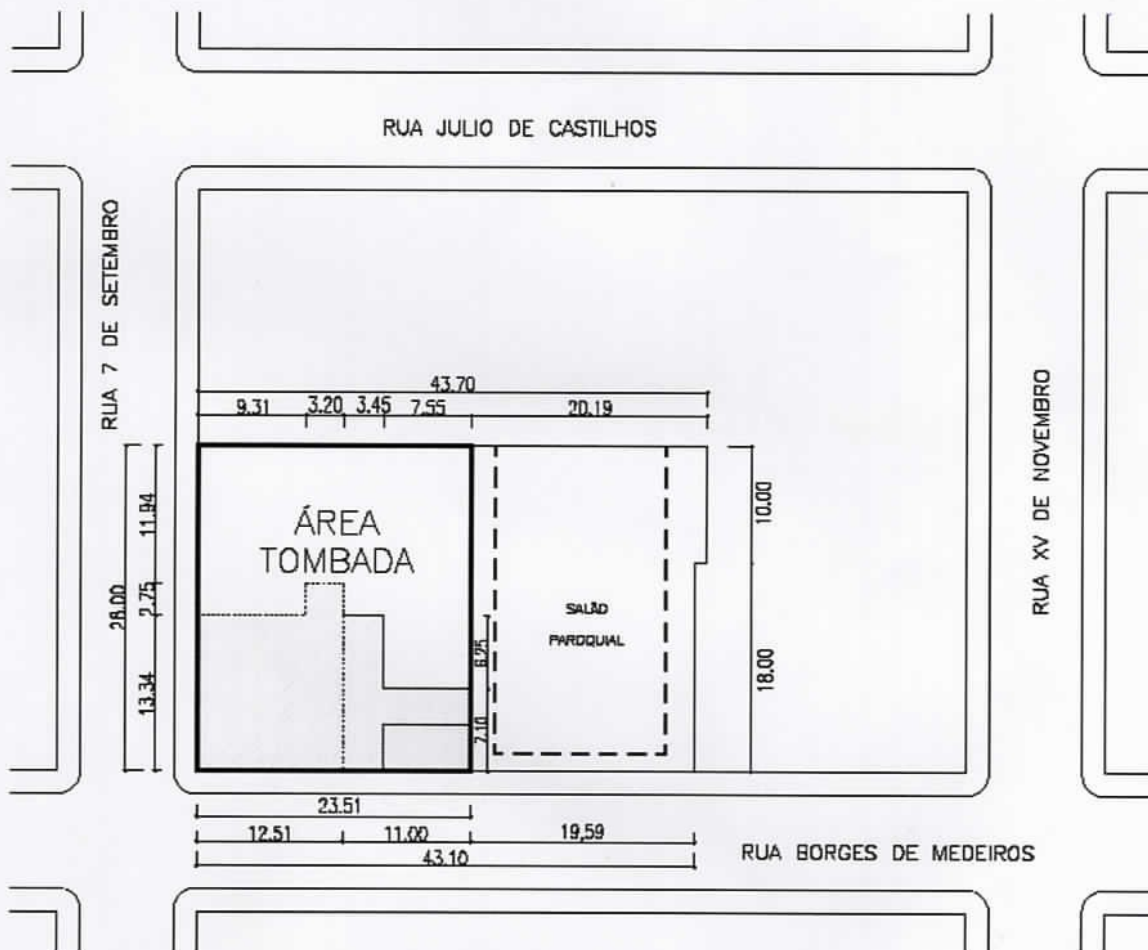 RUA JULIO DE CASTILHOS
RUA 7 DE SETEMBRO
43.70
9.31 3.20 3.45 7.55 20.19
ÁREA
TOMBADA
28.00
11.94
2.75
13.34
6.25
7.10
SALÃO
PAROQUIAL
10.00
18.00
RUA XV DE NOVEMBRO
23.51
12.51 11.00 19,59
43.10
RUA BORGES DE MEDEIROS